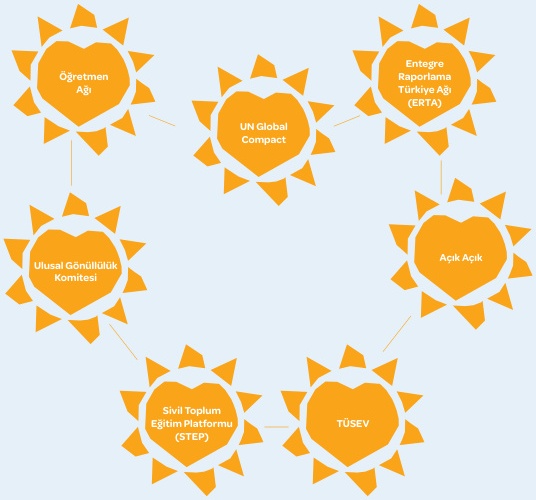 Öğretmen
Ağı
UN Global
Compact
Entegre
Raporlama
Türkiye Ağı
(ERTA)
Ulusal Gönüllülük
Komitesi
Açık Açık
Sivil Toplum
Eğitim Platformu
(STEP)
TÜSEV